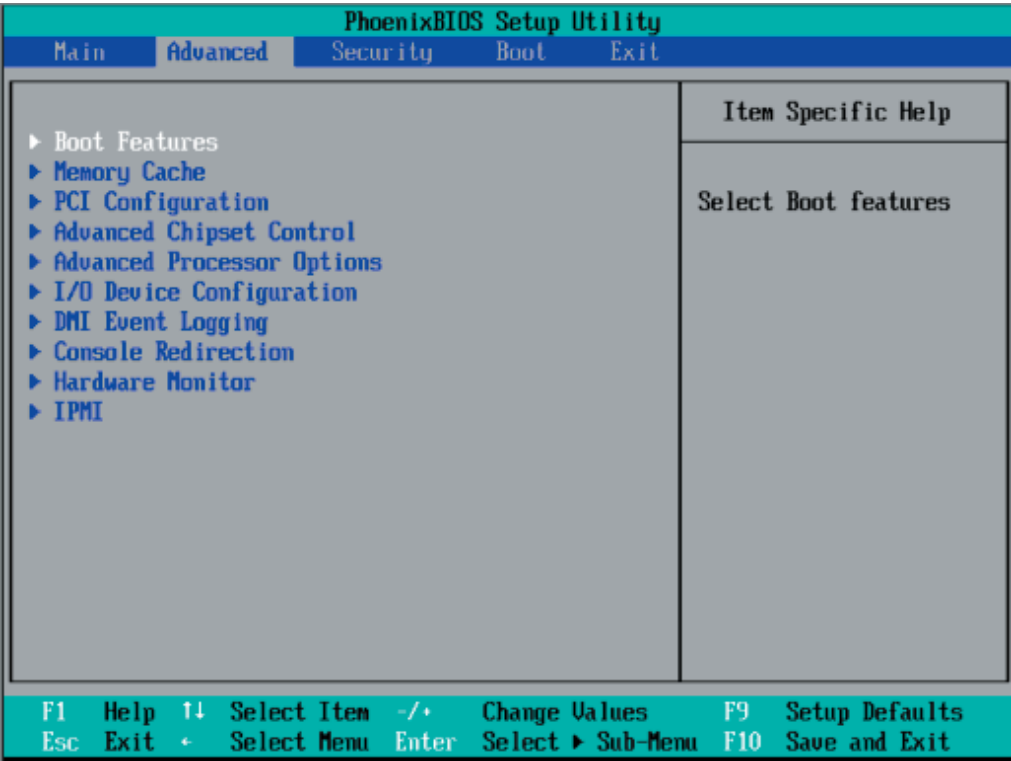 PhoenixBIOS Setup Utility
Main Advanced Security Boot Exit
Item Specific Help
▶ Boot Features
▶ Memory Cache
▶ PCI Configuration
▶ Advanced Chipset Control
▶ Advanced Processor Options
▶ I/O Device Configuration
▶ DMI Event Logging
▶ Console Redirection
▶ Hardware Monitor
▶ IPMI
Select Boot features
F1 Help ↑↓ Select Item -/+ Change Values F9 Setup Defaults
Esc Exit ← Select Menu Enter Select ▶ Sub-Menu F10 Save and Exit